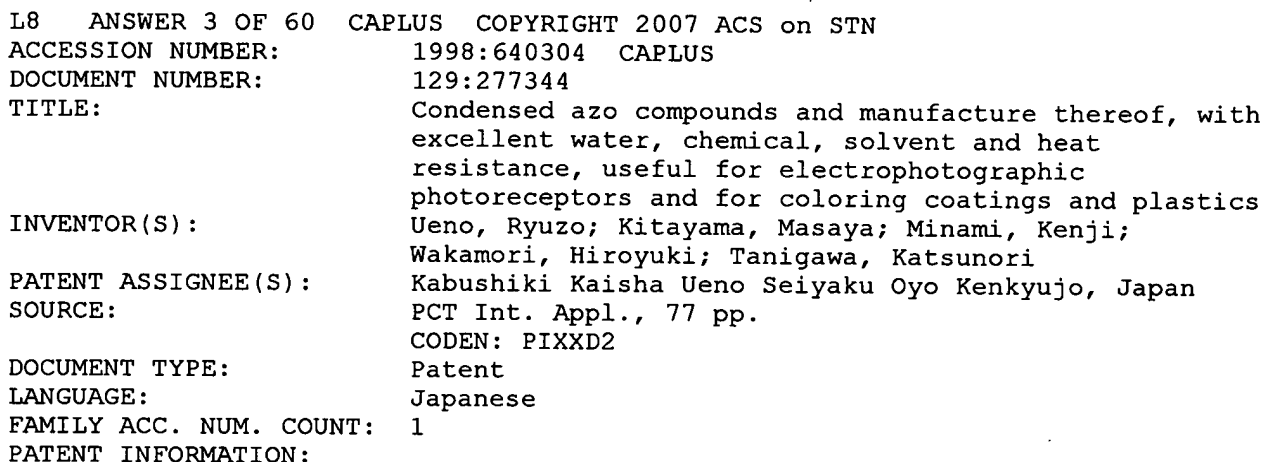 L8 ANSWER 3 OF 60 CAPLUS COPYRIGHT 2007 ACS on STN
ACCESSION NUMBER: 1998:640304 CAPLUS
DOCUMENT NUMBER: 129:277344
TITLE: Condensed azo compounds and manufacture thereof, with
excellent water, chemical, solvent and heat
resistance, useful for electrophotographic
photoreceptors and for coloring coatings and plastics
INVENTOR(S): Ueno, Ryuzo; Kitayama, Masaya; Minami, Kenji;
Wakamori, Hiroyuki; Tanigawa, Katsunori
PATENT ASSIGNEE(S): Kabushiki Kaisha Ueno Seiyaku Oyo Kenkyujo, Japan
SOURCE: PCT Int. Appl., 77 pp.
CODEN: PIXXD2
DOCUMENT TYPE: Patent
LANGUAGE: Japanese
FAMILY ACC. NUM. COUNT: 1
PATENT INFORMATION: